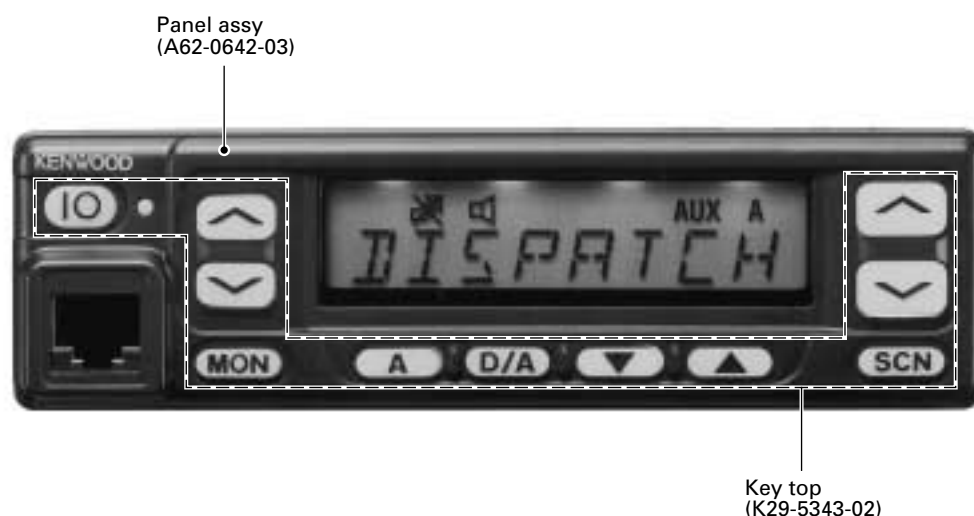 Panel assy
(A62-0642-03)
KENWOOD
IO
AUX A
DISPATCH
MON
A
D/A
SCN
Key top
(K29-5343-02)